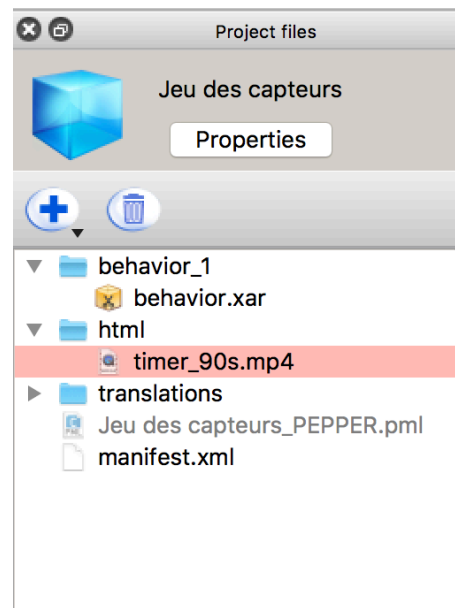 Project files
Jeu des capteurs
Properties
behavior_1
behavior.xar
html
timer_90s.mp4
translations
Jeu des capteurs_PEPPER.pml
manifest.xml